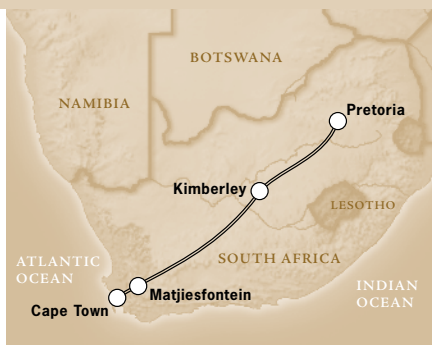 BOTSWANA
NAMIBIA
Pretoria
Kimberley
LESOTHO
SOUTH AFRICA
ATLANTIC
OCEAN
INDIAN
OCEAN
Matjiesfontein
Cape Town